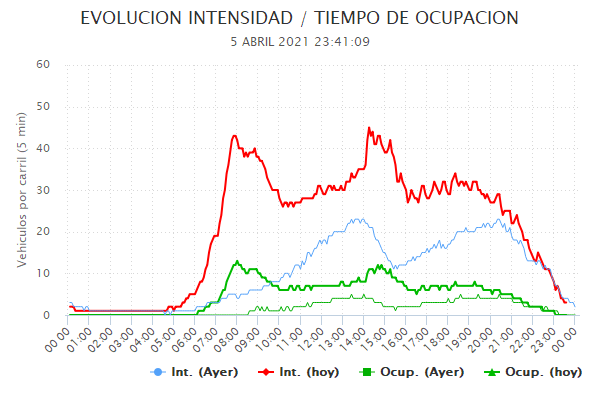 EVOLUCION INTENSIDAD / TIEMPO DE OCUPACION
5 ABRIL 2021 23:41:09
Vehiculos por carril (5 min)
60
50
40
30
20
10
0
00:00 01:00 02:00 03:00 04:00 05:00 06:00 07:00 08:00 09:00 10:00 11:00 12:00 13:00 14:00 15:00 16:00 17:00 18:00 19:00 20:00 21:00 22:00 23:00 00:00
Int. (Ayer) Int. (hoy) Ocup. (Ayer) Ocup. (hoy)